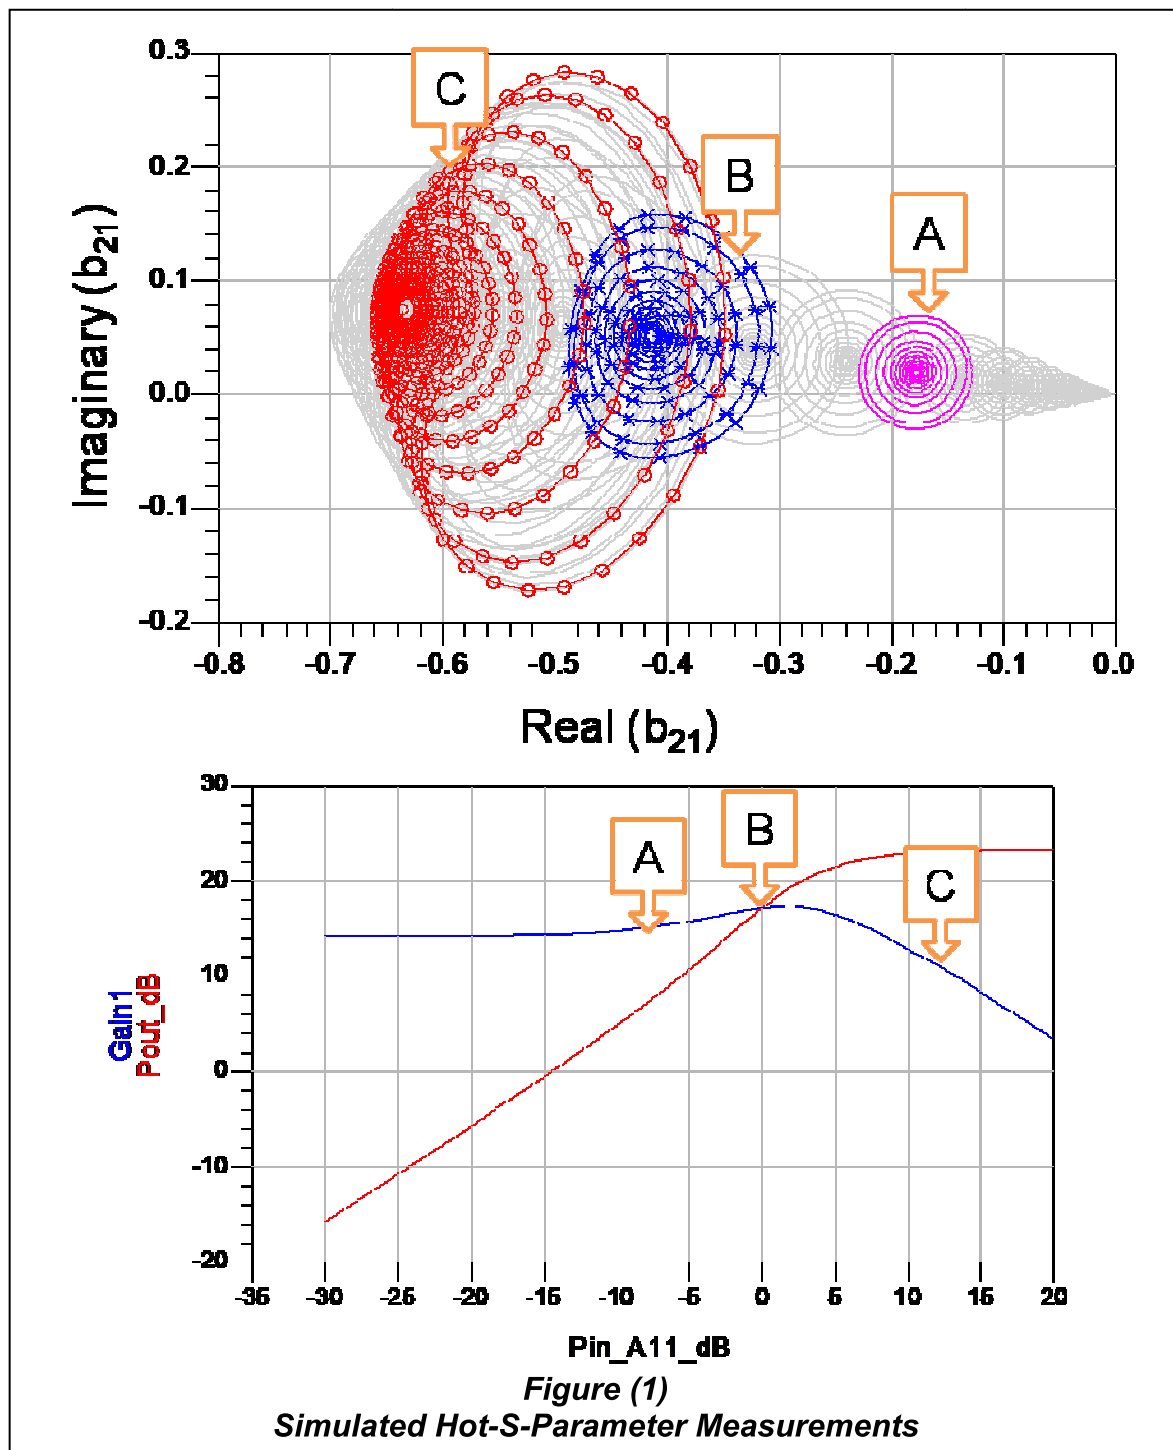 0.3
C
0.2
B
A
0.1
0.0
-0.1
-0.2
Imaginary (b21)
-0.8 -0.7 -0.6 -0.5 -0.4 -0.3 -0.2 -0.1 0.0
Real (b21)
30
B
A
C
20
10
0
-10
-20
Gain1
Pout_dB
-35 -30 -25 -20 -15 -10 -5 0 5 10 15 20
Pin_A11_dB
Figure (1)
Simulated Hot-S-Parameter Measurements